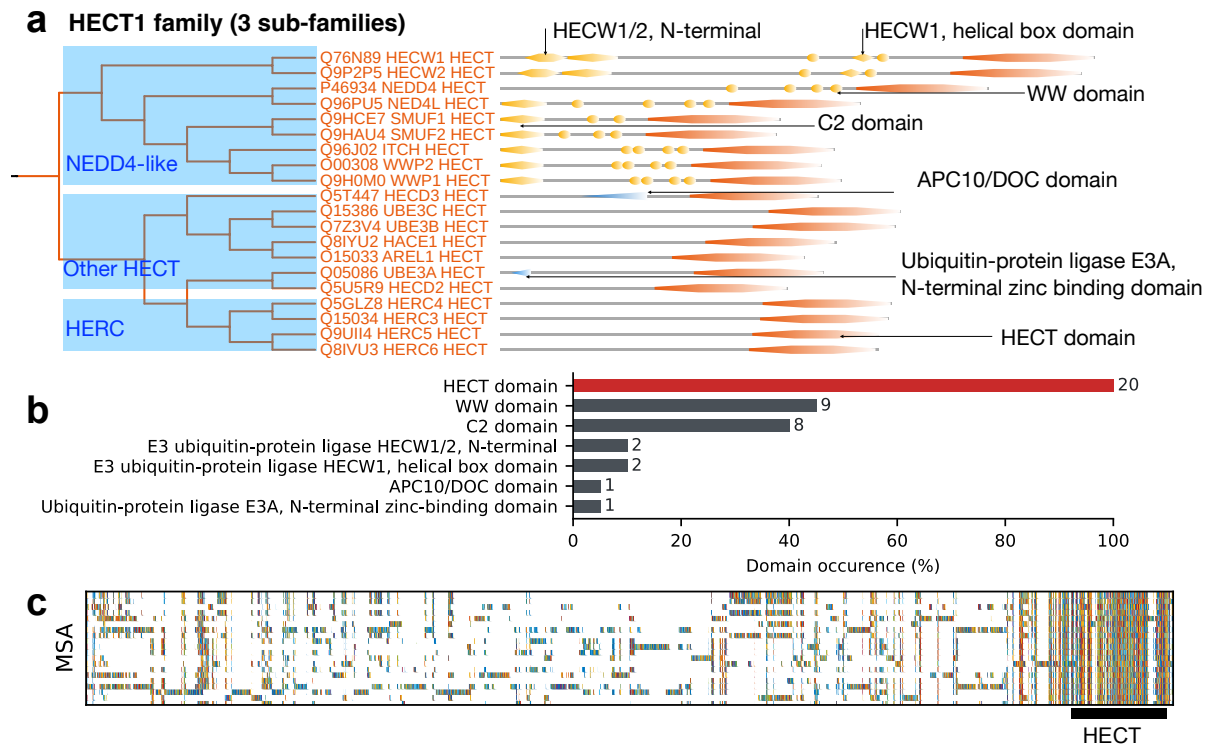 a HECT1 family (3 sub-families)
HECW1/2, N-terminal
HECW1, helical box domain
Q76N89 HECW1 HECT
Q9P2P5 HECW2 HECT
P46934 NEDD4 HECT
WW domain
Q96PU5 NED4L HECT
Q9HCE7 SMUF1 HECT
C2 domain
Q9HAU4 SMUF2 HECT
Q96J02 ITCH HECT
NEDD4-like
O00308 WWP2 HECT
Q9H0M0 WWP1 HECT
APC10/DOC domain
Q5T447 HECD3 HECT
Q15386 UBE3C HECT
Q7Z3V4 UBE3B HECT
Q8IYU2 HACE1 HECT
O15033 AREL1 HECT
Other HECT
Q05086 UBE3A HECT
Ubiquitin-protein ligase E3A,
N-terminal zinc binding domain
Q5U5R9 HECD2 HECT
Q5GLZ8 HERC4 HECT
Q15034 HERC3 HECT
HERC
Q9UII4 HERC5 HECT
HECT domain
Q8IVU3 HERC6 HECT
b
HECT domain 20
WW domain 9
C2 domain 8
E3 ubiquitin-protein ligase HECW1/2, N-terminal 2
E3 ubiquitin-protein ligase HECW1, helical box domain 2
APC10/DOC domain 1
Ubiquitin-protein ligase E3A, N-terminal zinc-binding domain 1
0 20 40 60 80 100
Domain occurence (%)
c
MSA
HECT